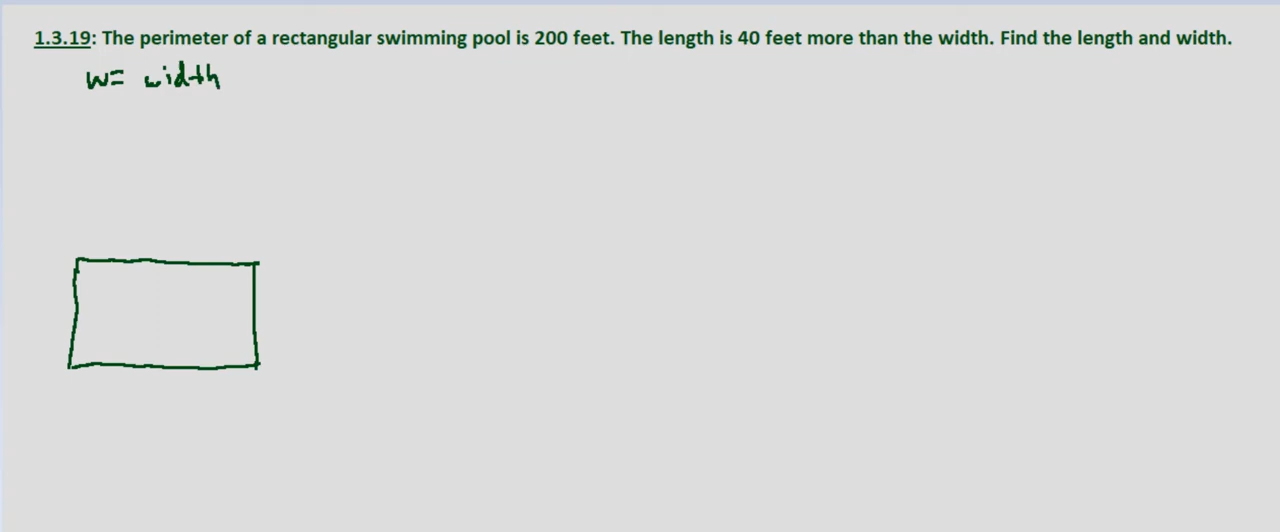 1.3.19: The perimeter of a rectangular swimming pool is 200 feet. The length is 40 feet more than the width. Find the length and width.
w= width